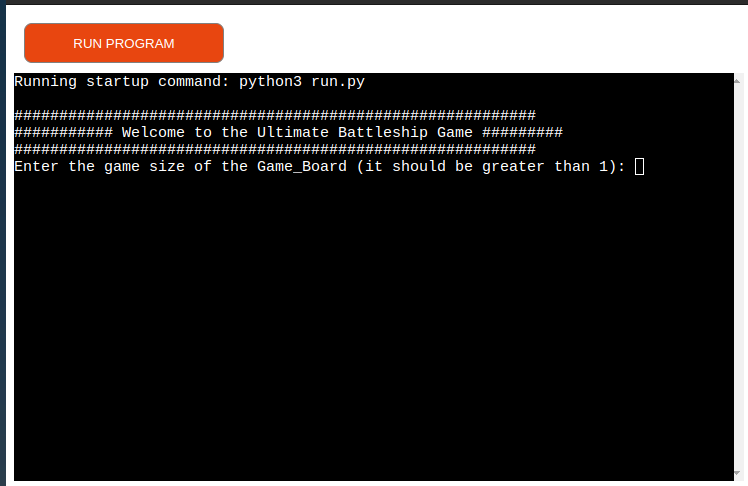 RUN PROGRAM
Running startup command: python3 run.py
##########################################################
########### Welcome to the Ultimate Battleship Game #########
##########################################################
Enter the game size of the Game_Board (it should be greater than 1):